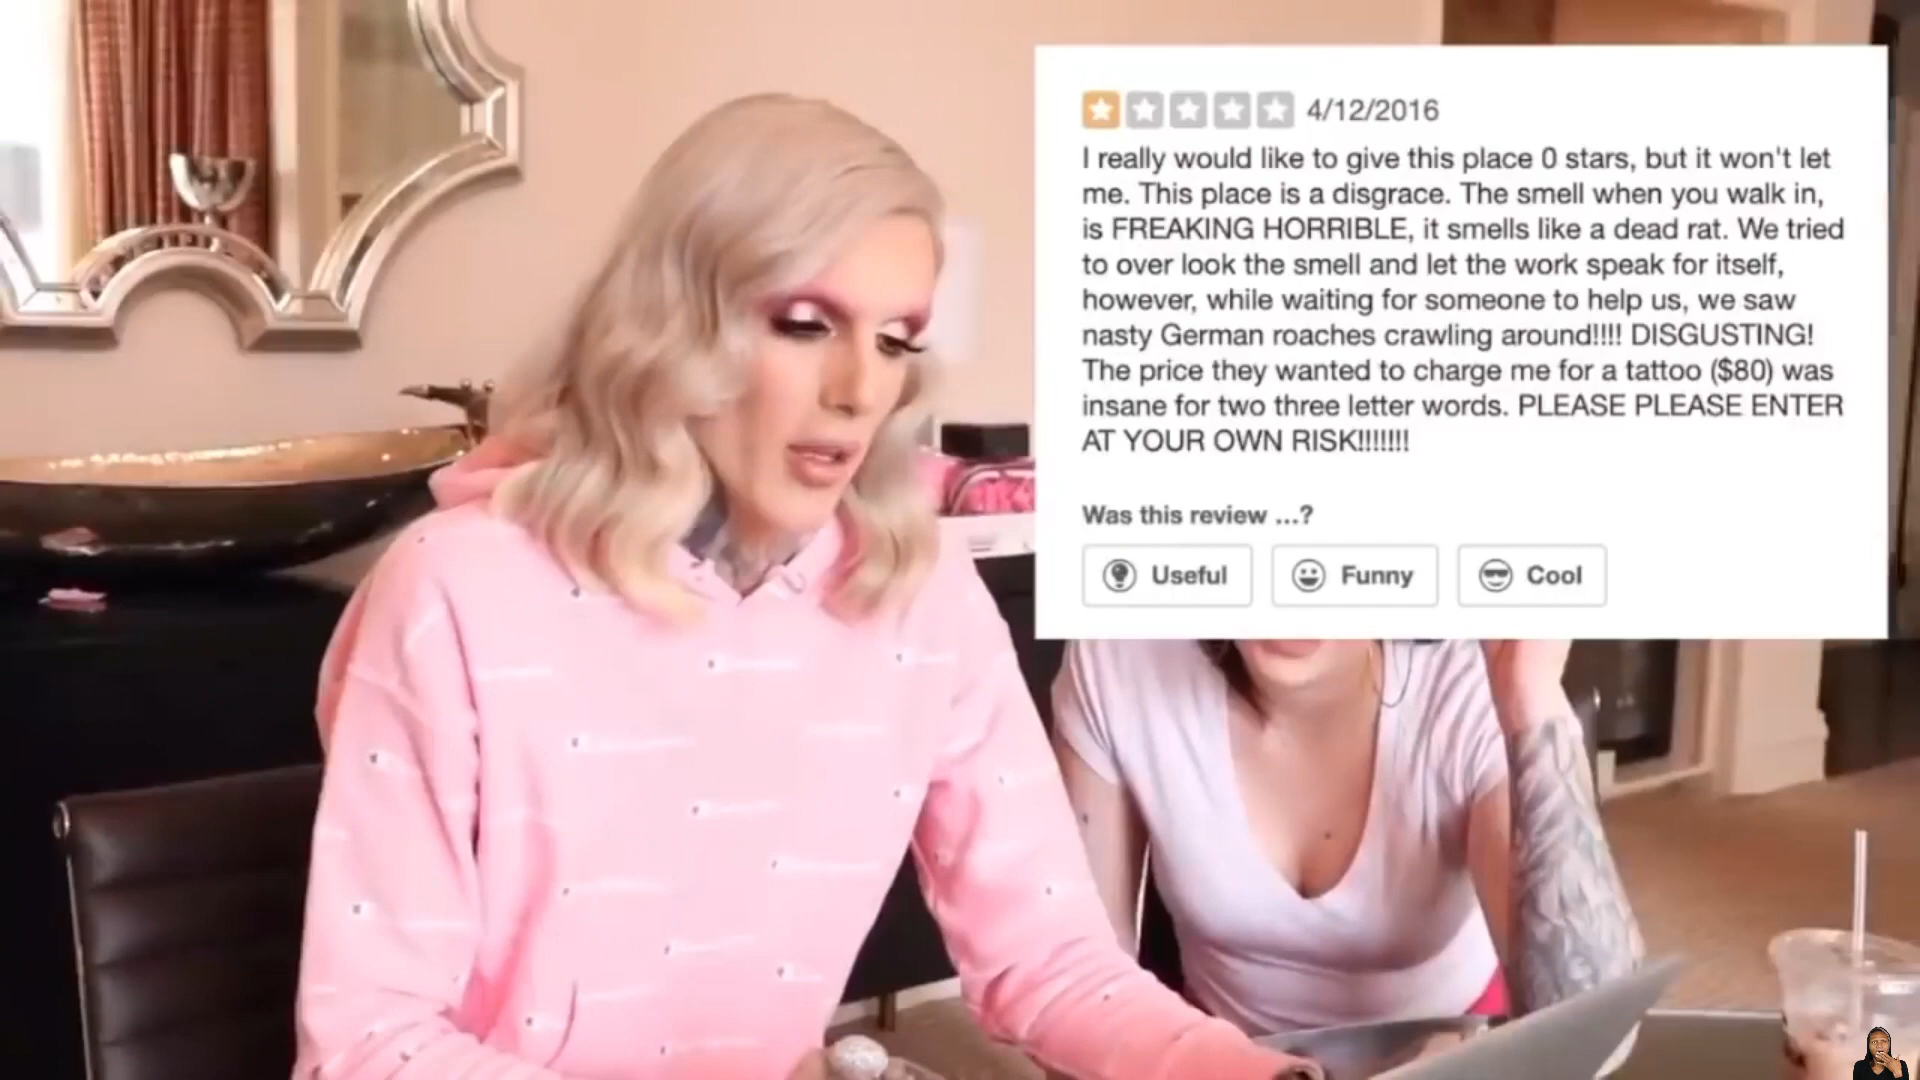 4/12/2016
I really would like to give this place 0 stars, but it won't let
me. This place is a disgrace. The smell when you walk in,
is FREAKING HORRIBLE, it smells like a dead rat. We tried
to over look the smell and let the work speak for itself,
however, while waiting for someone to help us, we saw
nasty German roaches crawling around!!!! DISGUSTING!
The price they wanted to charge me for a tattoo ($80) was
insane for two three letter words. PLEASE PLEASE ENTER
AT YOUR OWN RISK!!!!!!!
Was this review ...?
Useful Funny Cool